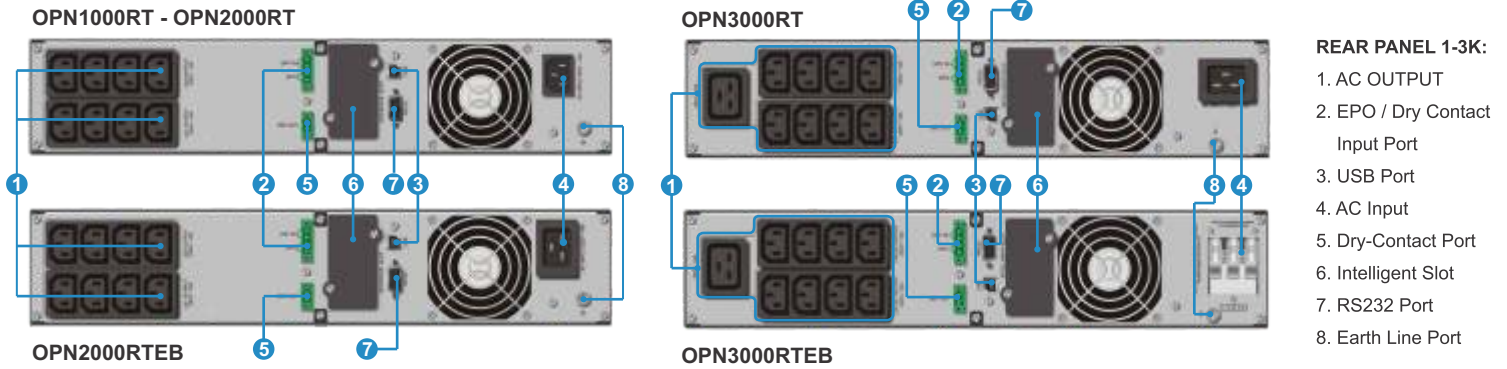 OPN1000RT - OPN2000RT
OPN3000RT
5 2 7
REAR PANEL 1-3K:
1. AC OUTPUT
2. EPO / Dry Contact
Input Port
3. USB Port
4. AC Input
5. Dry-Contact Port
6. Intelligent Slot
7. RS232 Port
8. Earth Line Port
1 2 5 6 7 3 4 8
1 5 2 3 7 6 8 4
5 7
OPN2000RTEB
OPN3000RTEB